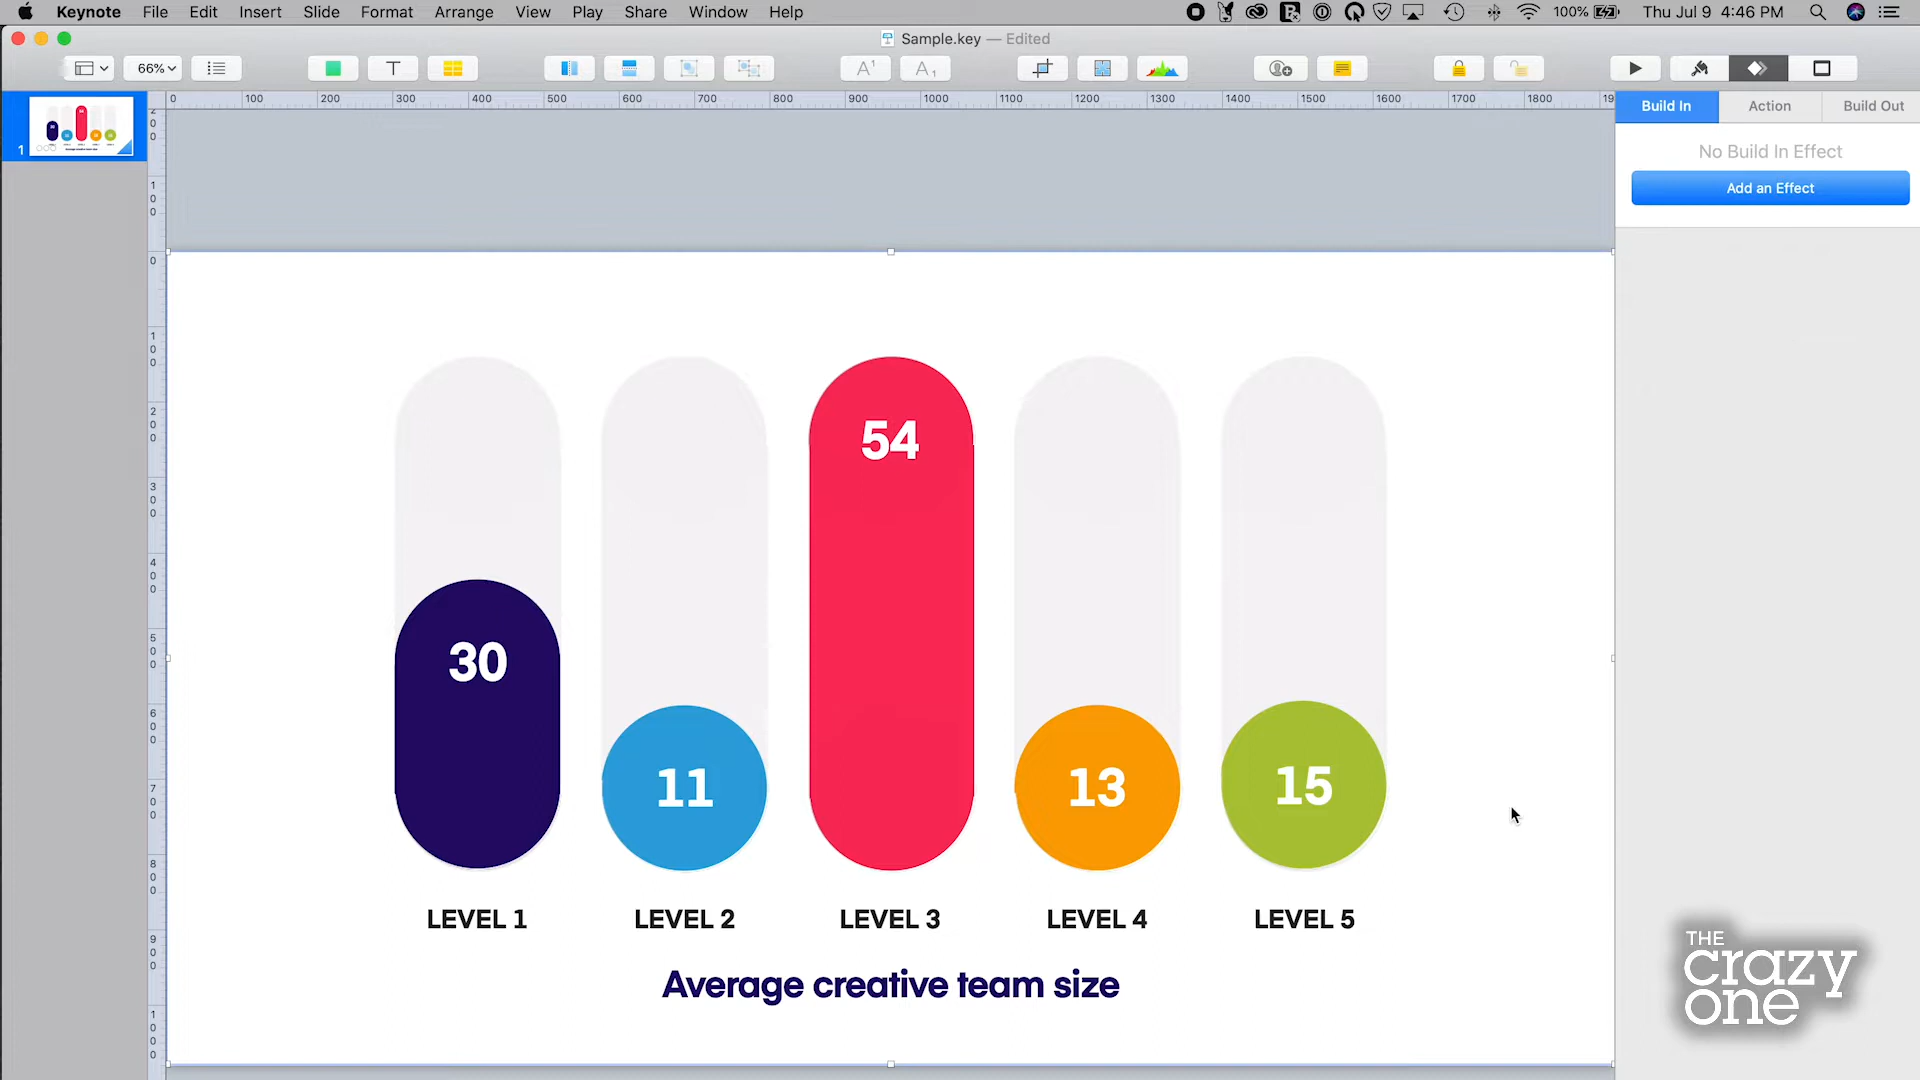 Keynote File Edit Insert Slide Format Arrange View Play Share Window Help 100% Thu Jul 9 4:46 PM
Sample.key — Edited
66%
T A¹ A₁
0 100 200 300 400 500 600 700 800 900 1000 1100 1200 1300 1400 1500 1600 1700 1800 19
Build In Action Build Out
No Build In Effect
Add an Effect
1
54
30
11
13
15
LEVEL 1 LEVEL 2 LEVEL 3 LEVEL 4 LEVEL 5
Average creative team size
THE
crazy
one